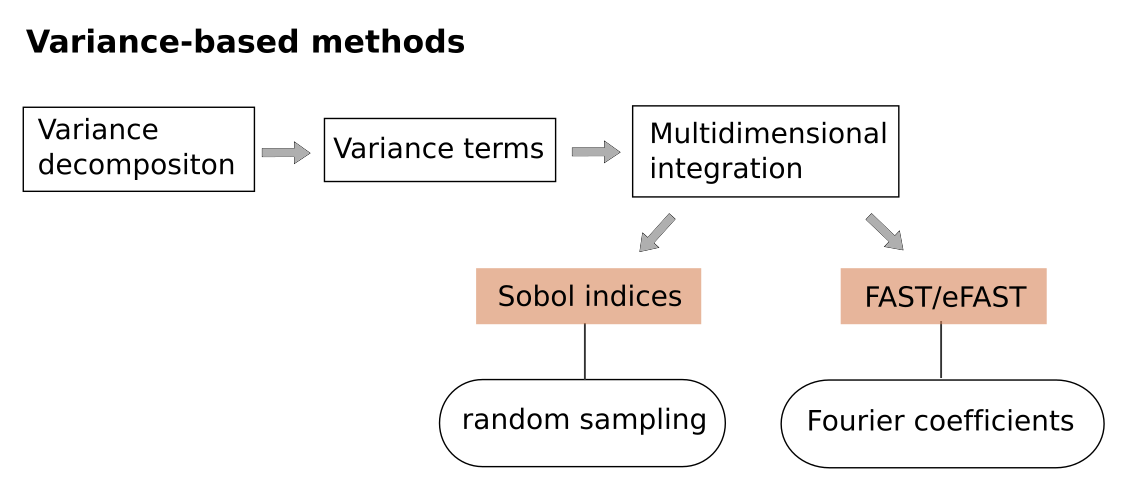 Variance-based methods
Variance
decompositon
Variance terms
Multidimensional
integration
Sobol indices
FAST/eFAST
random sampling
Fourier coefficients